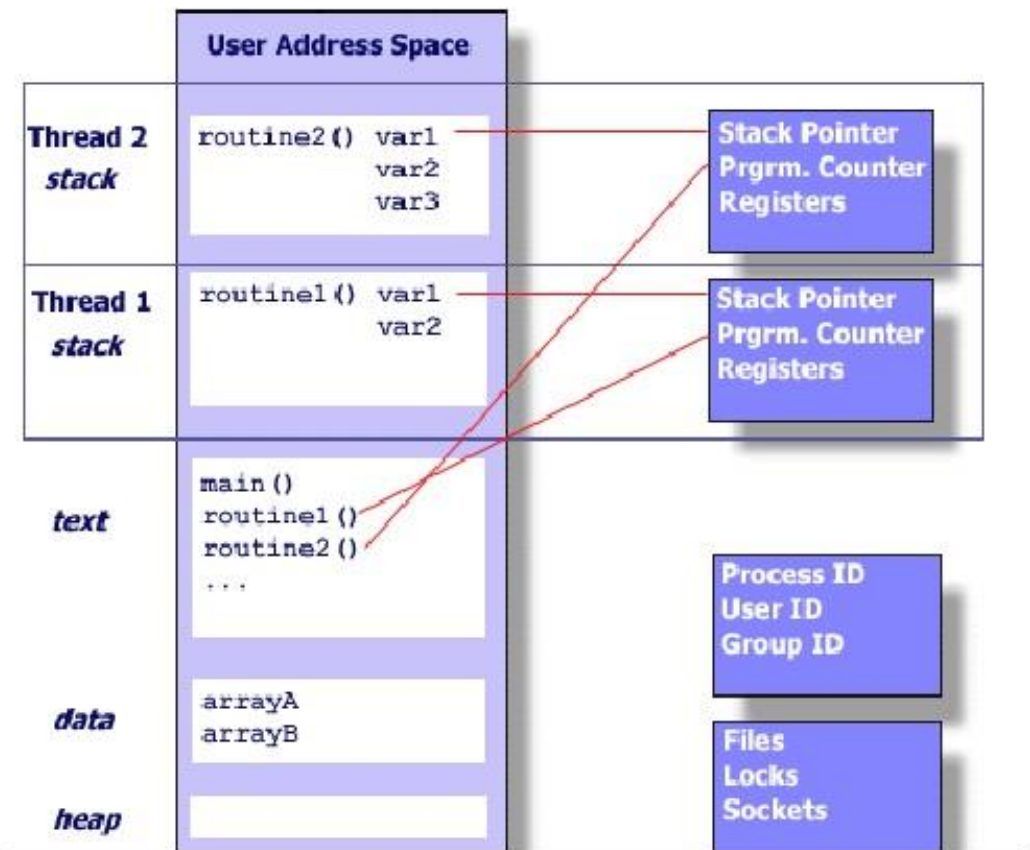 User Address Space
Thread 2
stack
routine2() var1
var2
var3
Stack Pointer
Prgrm. Counter
Registers
Thread 1
stack
routine1() var1
var2
Stack Pointer
Prgrm. Counter
Registers
text
main()
routine1()
routine2()
...
Process ID
User ID
Group ID
data
arrayA
arrayB
Files
Locks
Sockets
heap